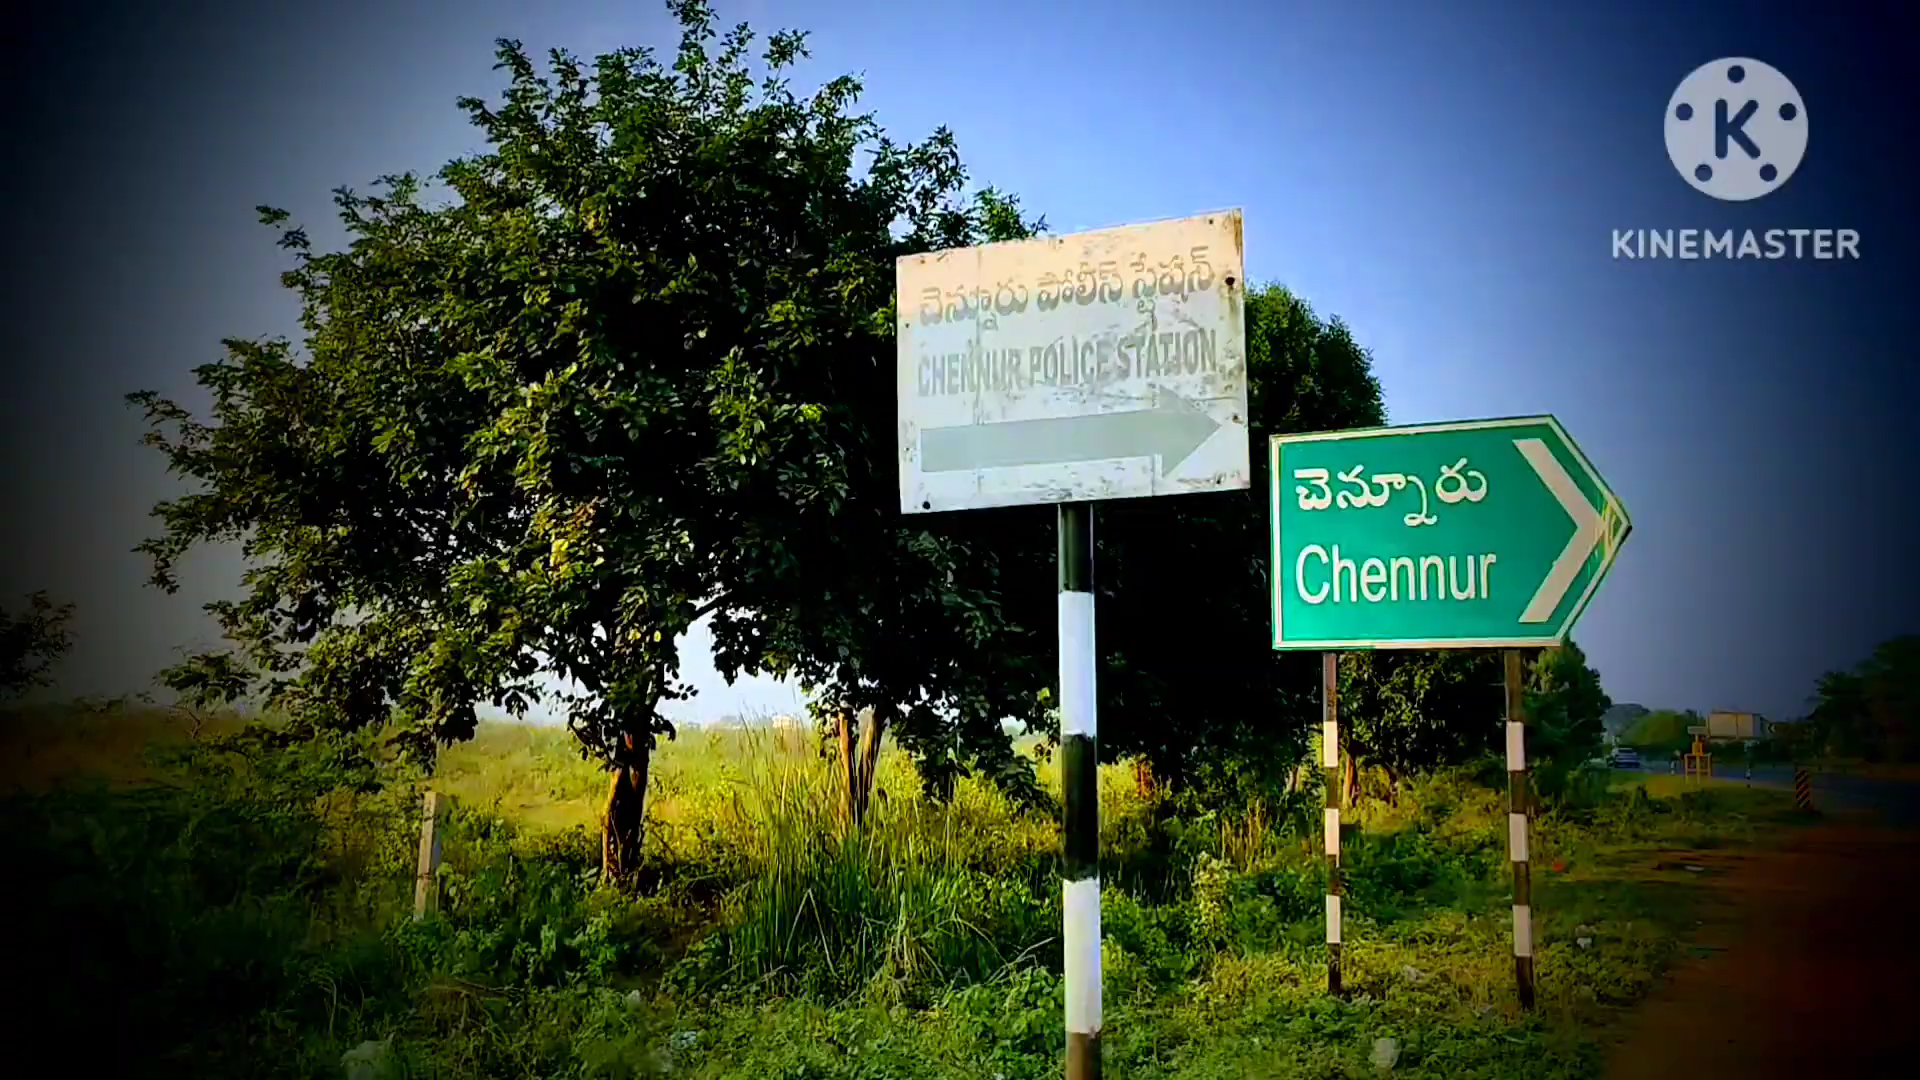 చెన్నూరు పోలీస్ స్టేషన్
CHENNUR POLICE STATION
చెన్నూరు
Chennur
K
KINEMASTER